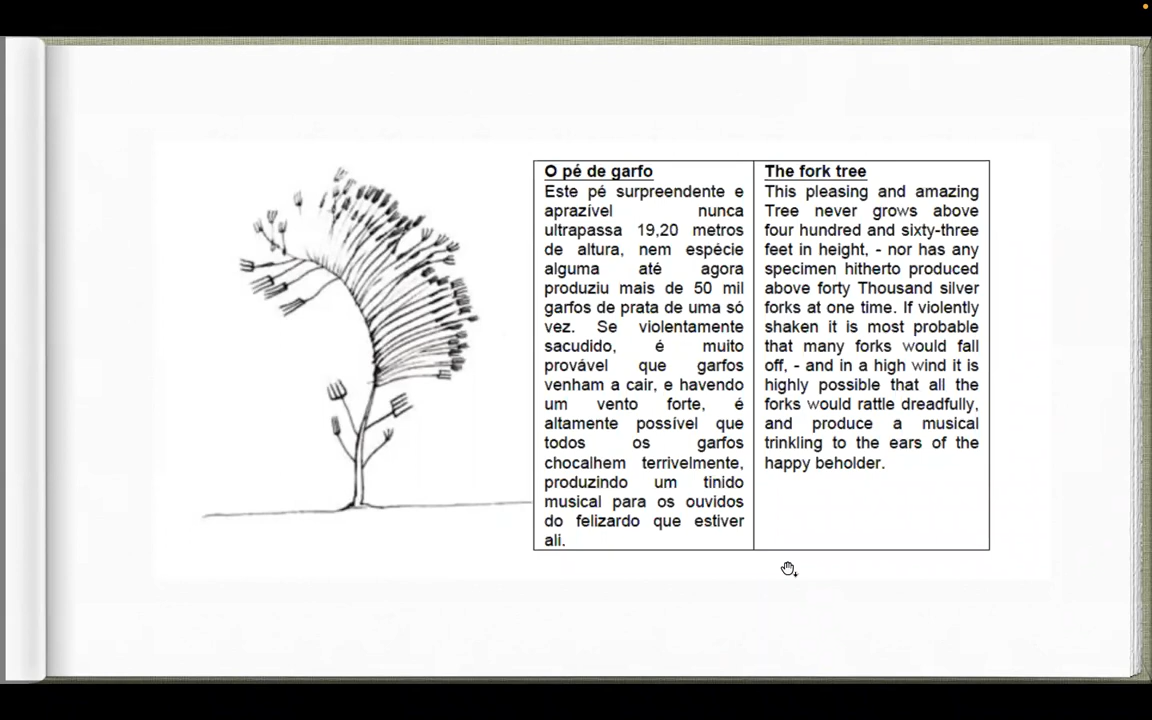 O pé de garfo
Este pé surpreendente e
aprazível nunca
ultrapassa 19,20 metros
de altura, nem espécie
alguma até agora
produziu mais de 50 mil
garfos de prata de uma só
vez. Se violentamente
sacudido, é muito
provável que garfos
venham a cair, e havendo
um vento forte, é
altamente possível que
todos os garfos
chocalhem terrivelmente,
produzindo um tinido
musical para os ouvidos
do felizardo que estiver
ali.
The fork tree
This pleasing and amazing
Tree never grows above
four hundred and sixty-three
feet in height, - nor has any
specimen hitherto produced
above forty Thousand silver
forks at one time. If violently
shaken it is most probable
that many forks would fall
off, - and in a high wind it is
highly possible that all the
forks would rattle dreadfully,
and produce a musical
trinkling to the ears of the
happy beholder.